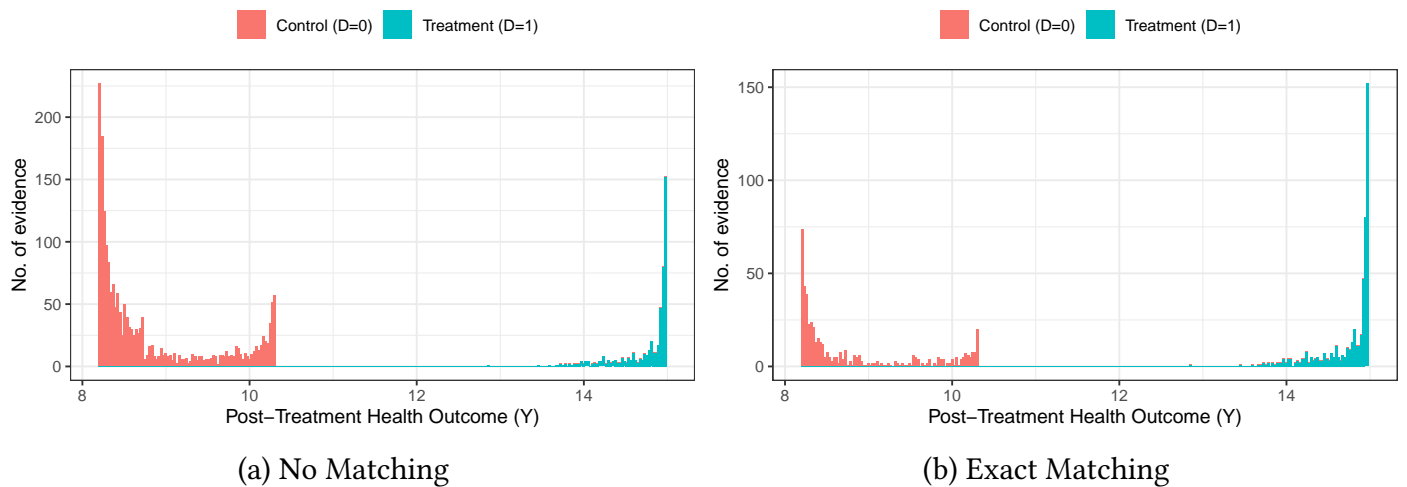 Control (D=0) Treatment (D=1)
No. of evidence
200
150
100
50
0
8 10 12 14
Post−Treatment Health Outcome (Y)
(a) No Matching
Control (D=0) Treatment (D=1)
No. of evidence
150
100
50
0
8 10 12 14
Post−Treatment Health Outcome (Y)
(b) Exact Matching